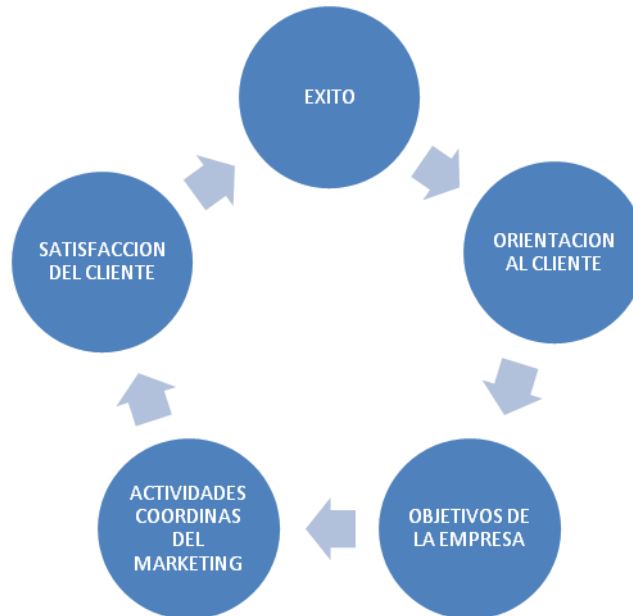 EXITO
ORIENTACION
AL CLIENTE
OBJETIVOS DE
LA EMPRESA
ACTIVIDADES
COORDINAS
DEL
MARKETING
SATISFACCION
DEL CLIENTE